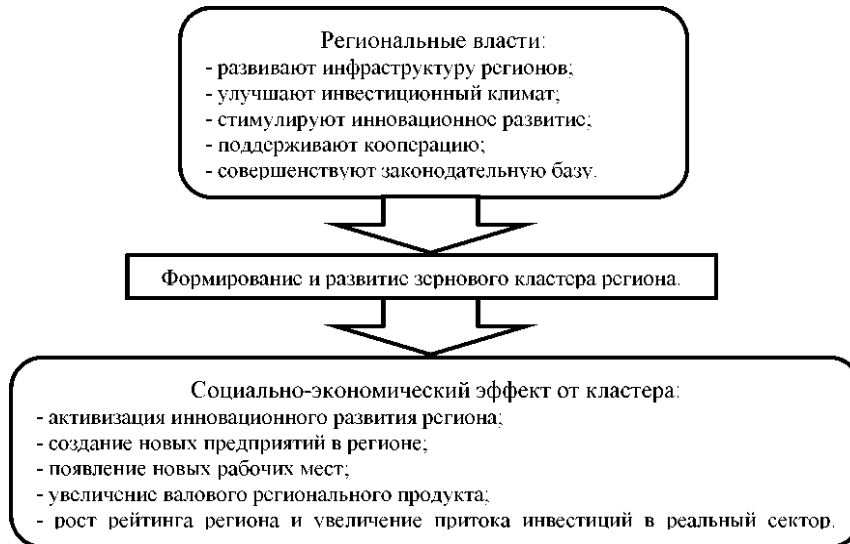 Региональные власти:
- развивают инфраструктуру регионов;
- улучшают инвестиционный климат;
- стимулируют инновационное развитие;
- поддерживают кооперацию;
- совершенствуют законодательную базу.
Формирование и развитие зернового кластера региона.
Социально-экономический эффект от кластера:
- активизация инновационного развития региона;
- создание новых предприятий в регионе;
- появление новых рабочих мест;
- увеличение валового регионального продукта;
- рост рейтинга региона и увеличение притока инвестиций в реальный сектор.